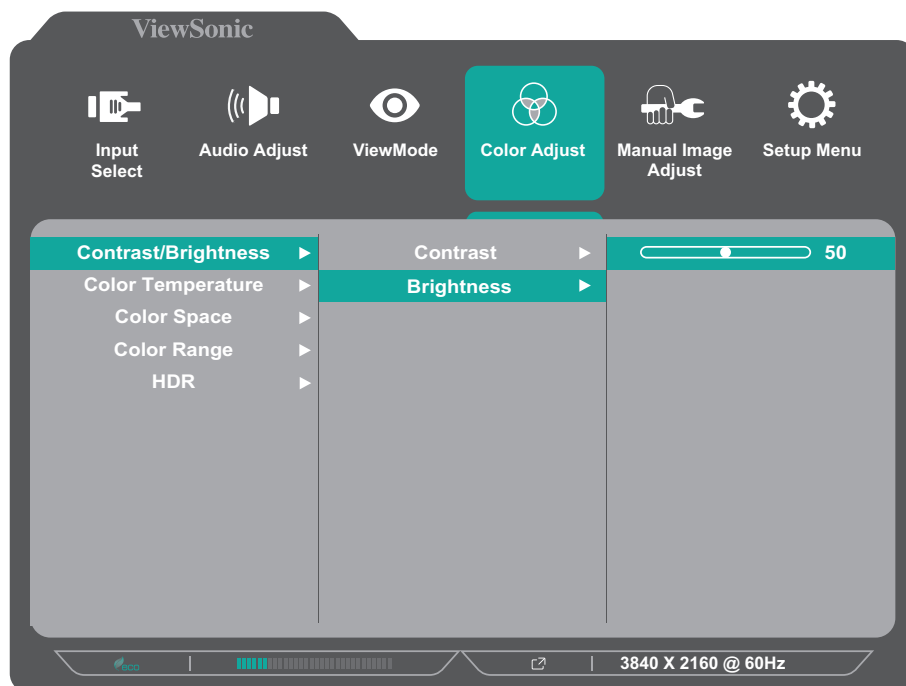 ViewSonic
Input
Select
Audio Adjust
ViewMode
Color Adjust
Manual Image
Adjust
Setup Menu
Contrast/Brightness
Contrast
50
Color Temperature
Brightness
Color Space
Color Range
HDR
eco
3840 X 2160 @ 60Hz